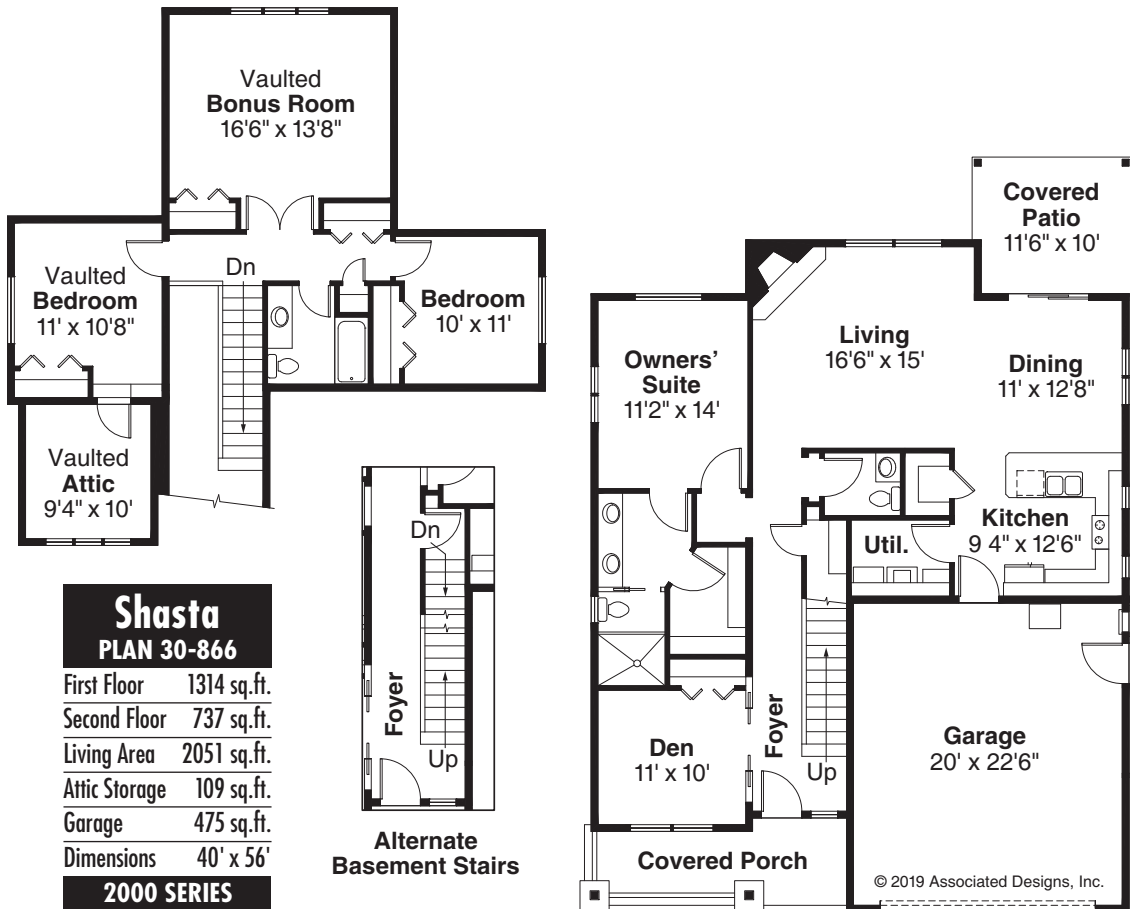 Vaulted
Bonus Room
16'6" x 13'8"
Vaulted
Bedroom
11' x 10'8"
Dn
Bedroom
10' x 11'
Vaulted
Attic
9'4" x 10'
Shasta
PLAN 30-866
First Floor 1314 sq.ft.
Second Floor 737 sq.ft.
Living Area 2051 sq.ft.
Attic Storage 109 sq.ft.
Garage 475 sq.ft.
Dimensions 40' x 56'
2000 SERIES
Dn
Foyer
Up
Alternate
Basement Stairs
Covered
Patio
11'6" x 10'
Living
16'6" x 15'
Dining
11' x 12'8"
Owners'
Suite
11'2" x 14'
Kitchen
9 4" x 12'6"
Util.
Foyer
Up
Den
11' x 10'
Garage
20' x 22'6"
Covered Porch
© 2019 Associated Designs, Inc.